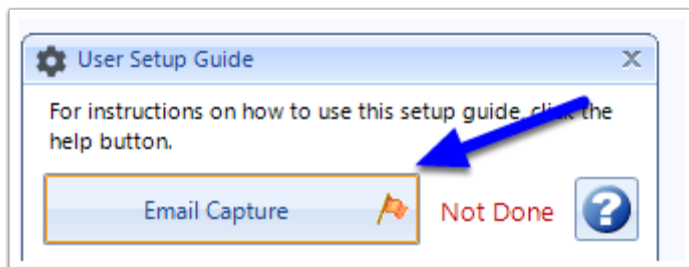 User Setup Guide
For instructions on how to use this setup guide, click the
help button.
Email Capture Not Done